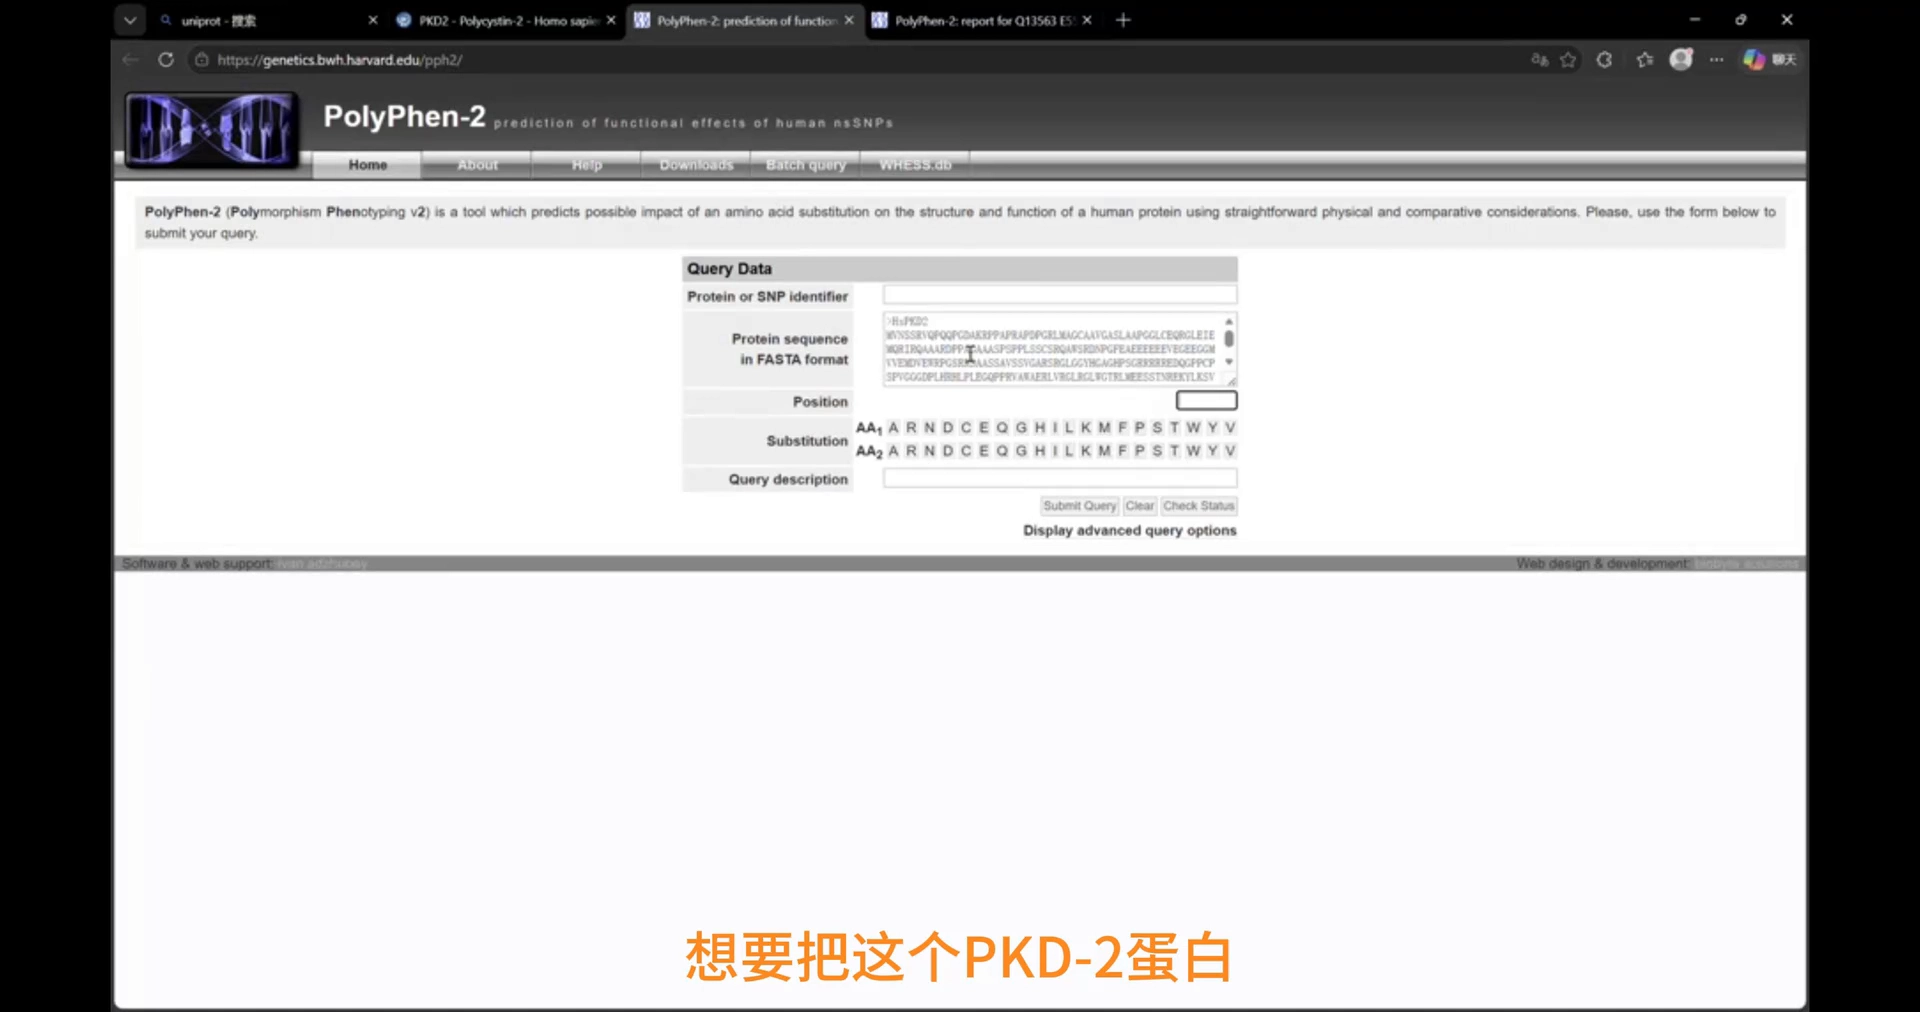 uniprot - 搜索
PKD2 - Polycystin-2 - Homo sapie
PolyPhen-2: prediction of function
PolyPhen-2: report for Q13563 E5
https://genetics.bwh.harvard.edu/pph2/
聊天
PolyPhen-2 prediction of functional effects of human nsSNPs
Home About Help Downloads Batch query WHESS.db
PolyPhen-2 (Polymorphism Phenotyping v2) is a tool which predicts possible impact of an amino acid substitution on the structure and function of a human protein using straightforward physical and comparative considerations. Please, use the form below to
submit your query.
Query Data
Protein or SNP identifier
Protein sequence
in FASTA format
>HsPKD2
Position
Substitution
AA1 A R N D C E Q G H I L K M F P S T W Y V
AA2 A R N D C E Q G H I L K M F P S T W Y V
Query description
Submit Query Clear Check Status
Display advanced query options
Software & web support: Ivan adzhubey
Web design & development:
想要把这个PKD-2蛋白